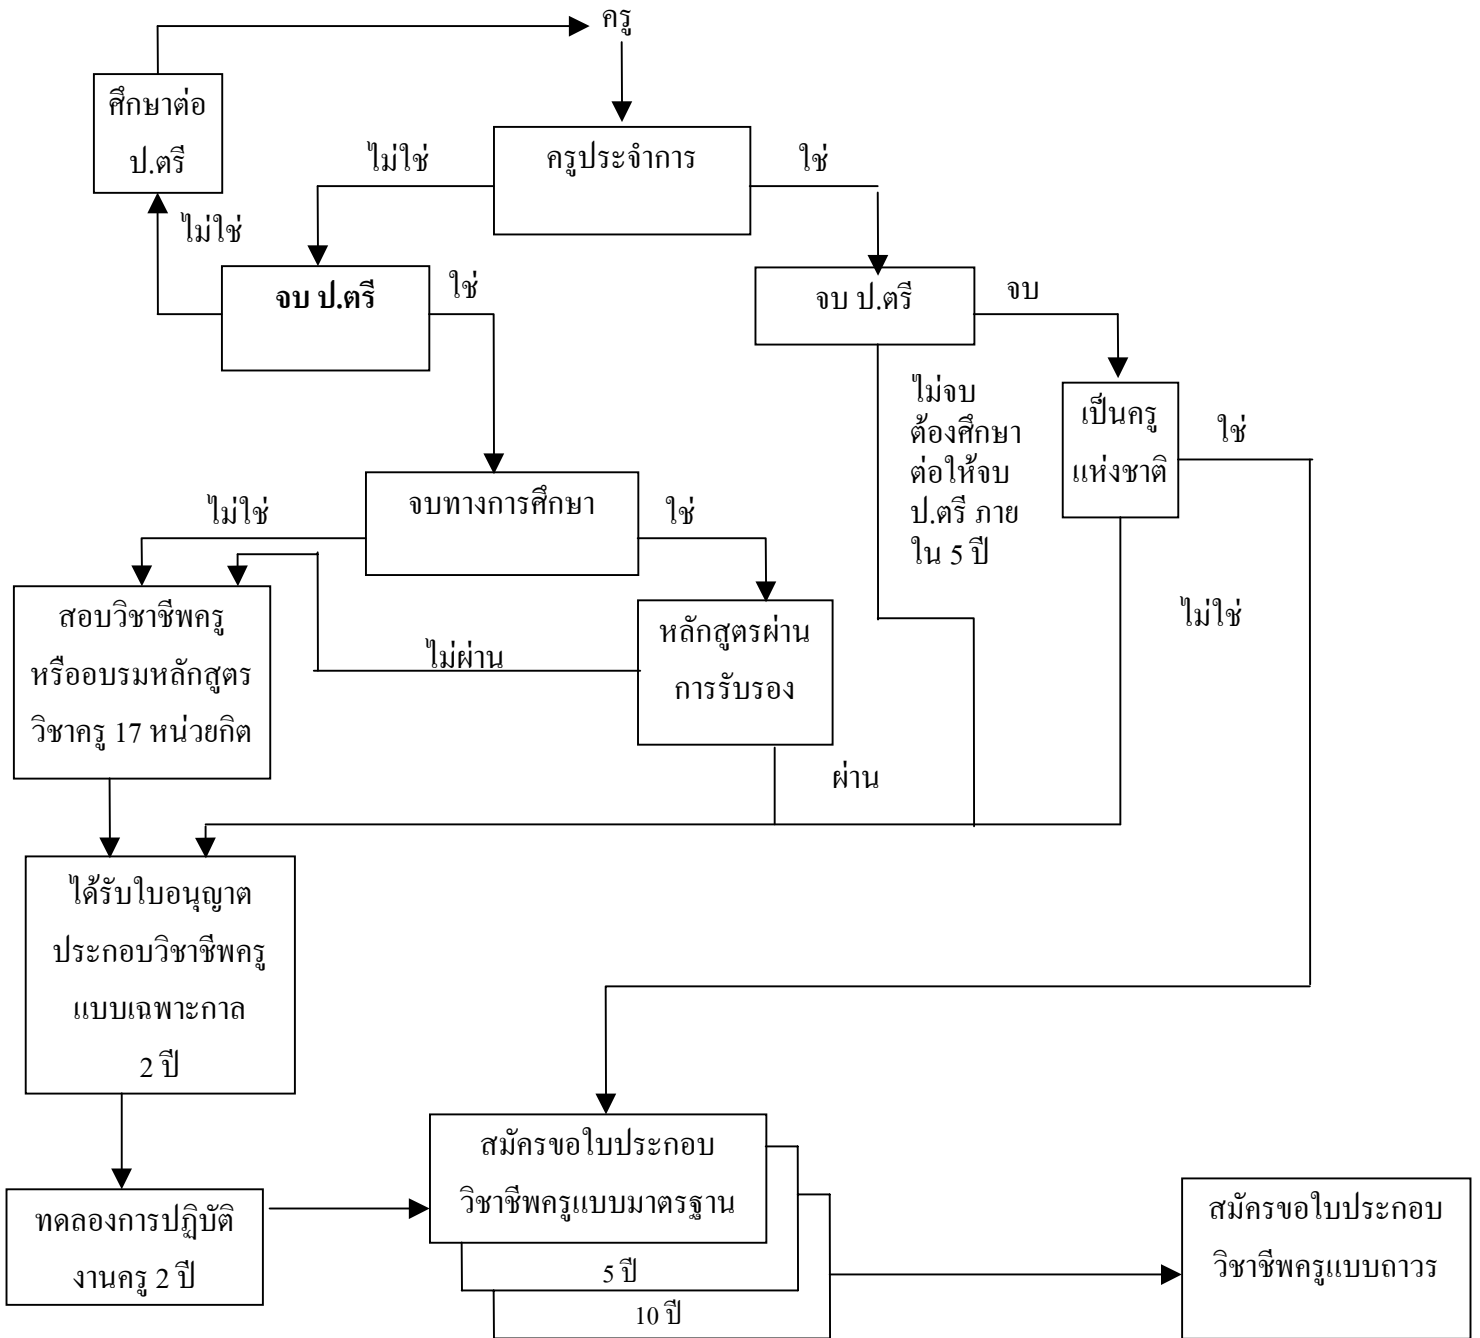 ครู
ศึกษาต่อ
ป.ตรี
ไม่ใช่
ครูประจำการ
ใช่
ไม่ใช่
จบ ป.ตรี
ใช่
จบ ป.ตรี
จบ
ไม่จบ
ต้องศึกษา
ต่อให้จบ
ป.ตรี ภาย
ใน 5 ปี
เป็นครู
แห่งชาติ
ใช่
ไม่ใช่
จบทางการศึกษา
ใช่
ไม่ใช่
สอบวิชาชีพครู
หรืออบรมหลักสูตร
วิชาครู 17 หน่วยกิต
ไม่ผ่าน
หลักสูตรผ่าน
การรับรอง
ผ่าน
ได้รับใบอนุญาต
ประกอบวิชาชีพครู
แบบเฉพาะกาล
2 ปี
ทดลองการปฏิบัติ
งานครู 2 ปี
สมัครขอใบประกอบ
วิชาชีพครูแบบมาตรฐาน
5 ปี
10 ปี
สมัครขอใบประกอบ
วิชาชีพครูแบบถาวร